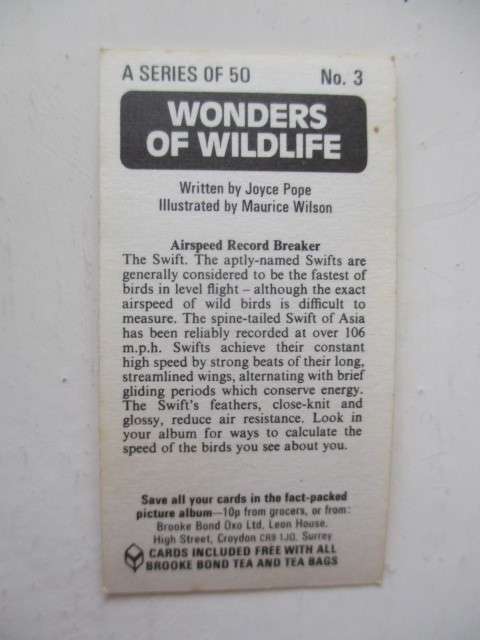 A SERIES OF 50 No. 3
WONDERS
OF WILDLIFE
Written by Joyce Pope
Illustrated by Maurice Wilson
Airspeed Record Breaker
The Swift. The aptly-named Swifts are
generally considered to be the fastest of
birds in level flight – although the exact
airspeed of wild birds is difficult to
measure. The spine-tailed Swift of Asia
has been reliably recorded at over 106
m.p.h. Swifts achieve their constant
high speed by strong beats of their long,
streamlined wings, alternating with brief
gliding periods which conserve energy.
The Swift's feathers, close-knit and
glossy, reduce air resistance. Look in
your album for ways to calculate the
speed of the birds you see about you.
Save all your cards in the fact-packed
picture album—10p from grocers, or from:
Brooke Bond Oxo Ltd, Leon House,
High Street, Croydon CR9 1JQ, Surrey
CARDS INCLUDED FREE WITH ALL
BROOKE BOND TEA AND TEA BAGS